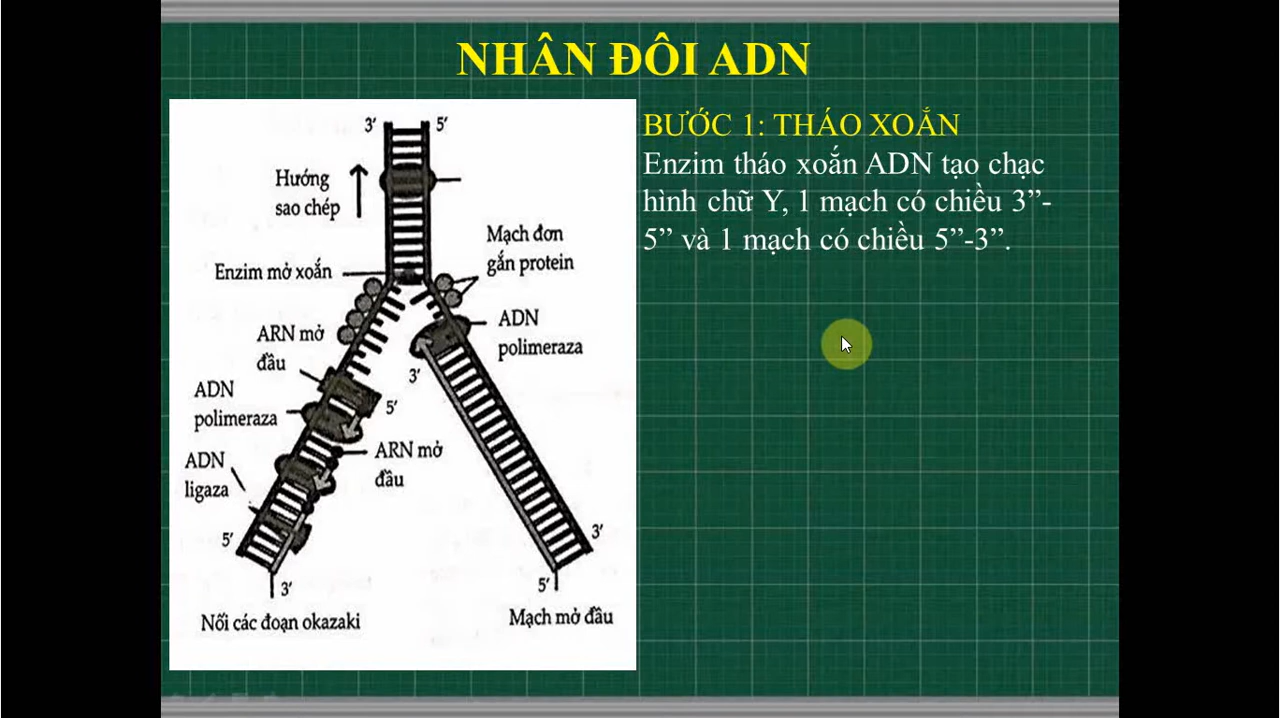 NHÂN ĐÔI ADN
3’
5’
Hướng
sao chép
Mạch đơn
gắn protein
Enzim mở xoắn
ARN mở
đầu
ADN
polimeraza
3’
ADN
polimeraza
5’
ARN mở
đầu
ADN
ligaza
5’
3’
3’
5’
Nối các đoạn okazaki
Mạch mở đầu
BƯỚC 1: THÁO XOẮN
Enzim tháo xoắn ADN tạo chạc
hình chữ Y, 1 mạch có chiều 3”-
5” và 1 mạch có chiều 5”-3”.